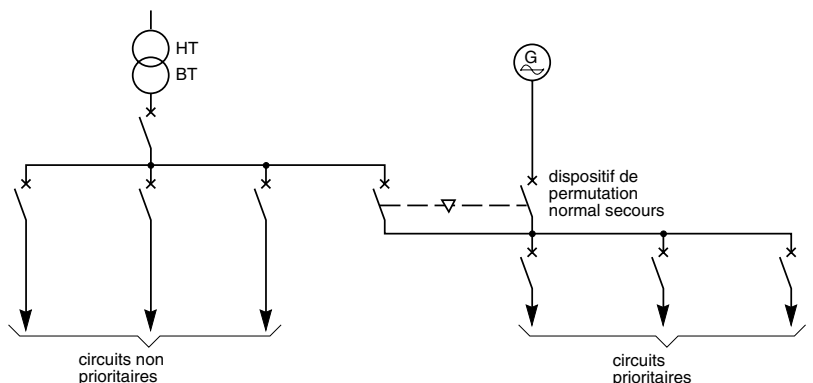 HT
BT
G
dispositif de
permutation
normal secours
circuits non
prioritaires
circuits
prioritaires